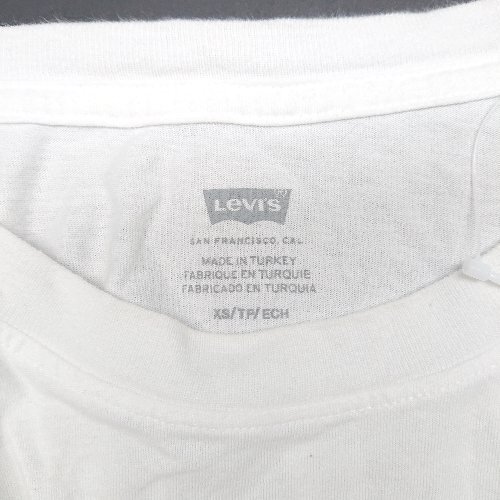 Levi's
SAN FRANCISCO, CAL.
MADE IN TURKEY
FABRIQUE EN TURQUIE
FABRICADO EN TURQUIA
XS/TP/ECH